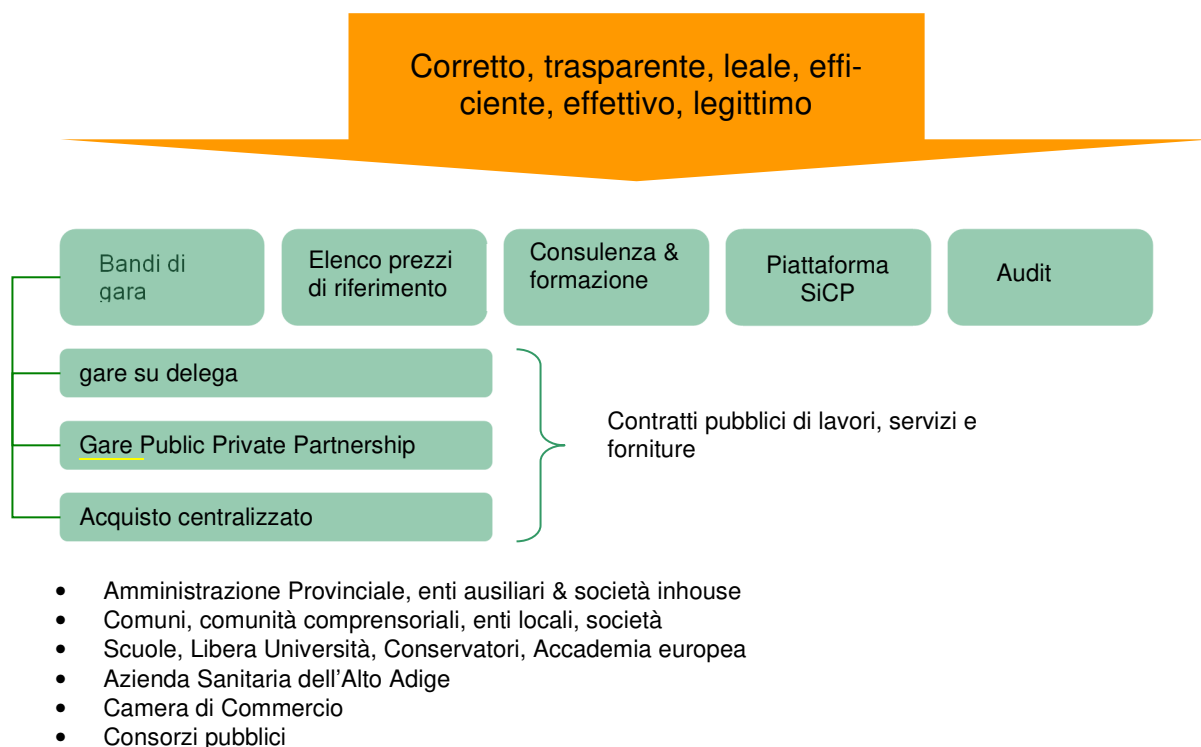 Corretto, trasparente, leale, effi-
ciente, effettivo, legittimo
Bandi di
gara
Elenco prezzi
di riferimento
Consulenza &
formazione
Piattaforma
SiCP
Audit
gare su delega
Gare Public Private Partnership
Acquisto centralizzato
Contratti pubblici di lavori, servizi e
forniture
• Amministrazione Provinciale, enti ausiliari & società inhouse
• Comuni, comunità comprensoriali, enti locali, società
• Scuole, Libera Università, Conservatori, Accademia europea
• Azienda Sanitaria dell'Alto Adige
• Camera di Commercio
• Consorzi pubblici